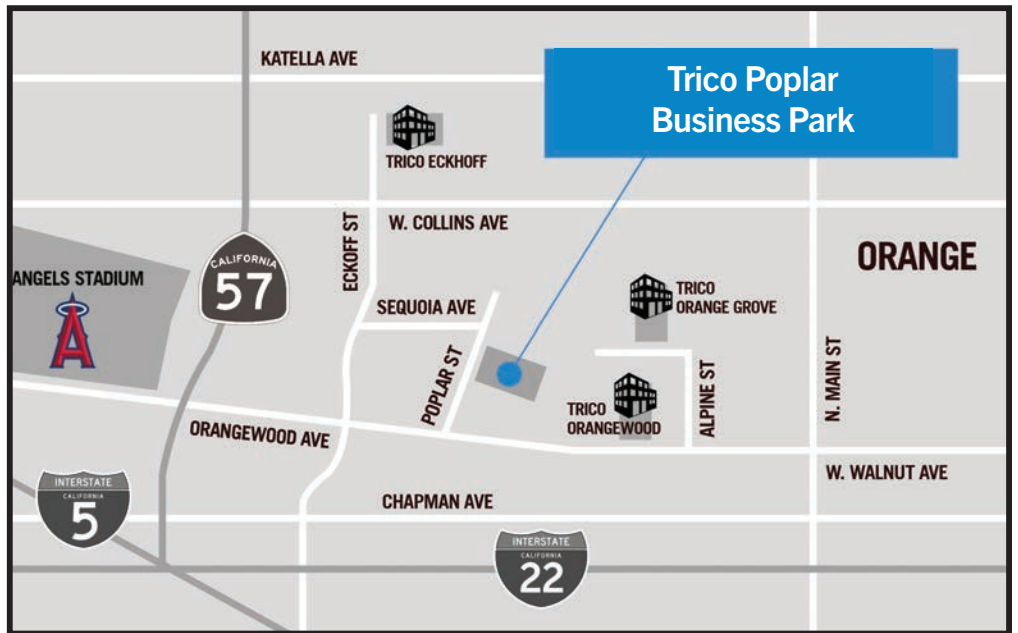 KATELLA AVE
Trico Poplar
Business Park
TRICO ECKHOFF
ECKOFF ST
W. COLLINS AVE
ORANGE
ANGELS STADIUM
A
CALIFORNIA
57
SEQUOIA AVE
TRICO
ORANGE GROVE
POPLAR ST
ALPINE ST
N. MAIN ST
TRICO
ORANGEWOOD
ORANGEWOOD AVE
W. WALNUT AVE
INTERSTATE
CALIFORNIA
5
CHAPMAN AVE
INTERSTATE
CALIFORNIA
22